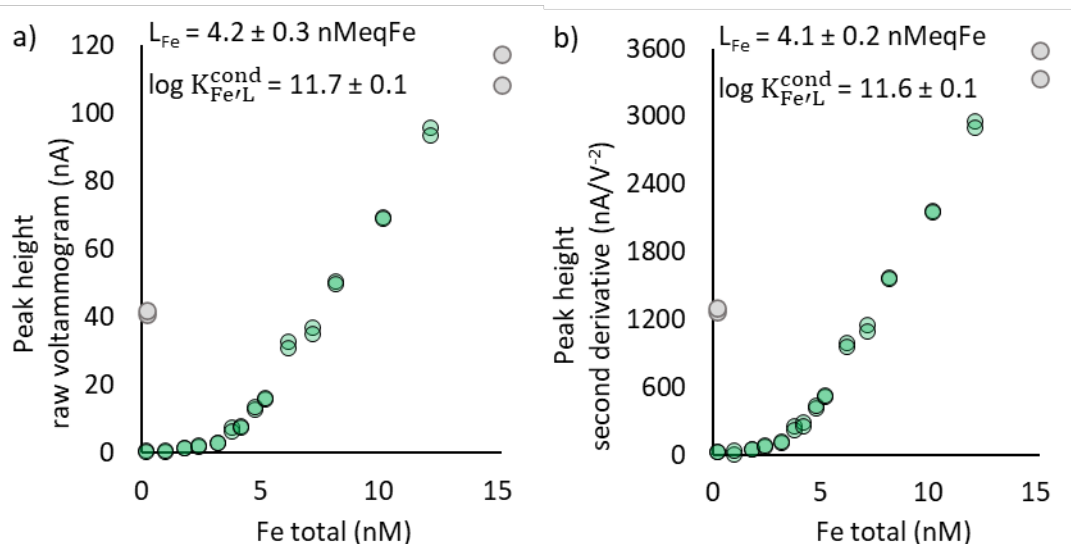 a)
L_Fe = 4.2 ± 0.3 nMeqFe
log K^cond_Fe′L = 11.7 ± 0.1
Peak height
raw voltammogram (nA)
120
100
80
60
40
20
0
0 5 10 15
Fe total (nM)
b)
L_Fe = 4.1 ± 0.2 nMeqFe
log K^cond_Fe′L = 11.6 ± 0.1
Peak height
second derivative (nA/V⁻²)
3600
3000
2400
1800
1200
600
0
0 5 10 15
Fe total (nM)